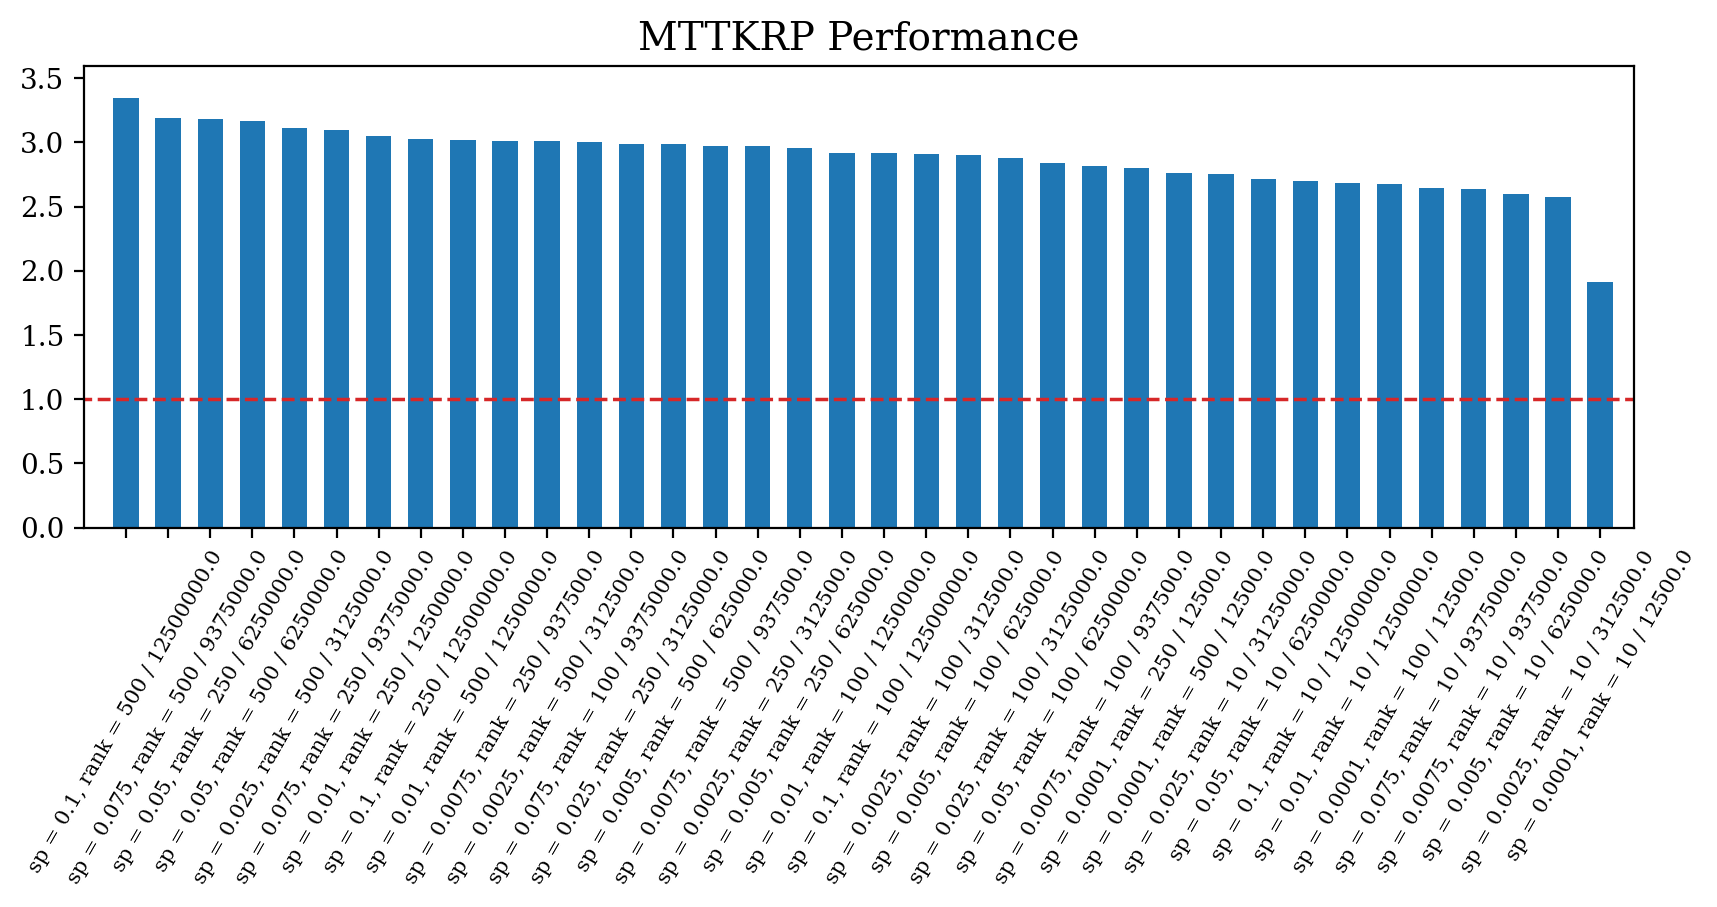 MTTKRP Performance
3.5
3.0
2.5
2.0
1.5
1.0
0.5
0.0
sp = 0.1, rank = 500 / 12500000.0
sp = 0.075, rank = 500 / 9375000.0
sp = 0.05, rank = 250 / 6250000.0
sp = 0.05, rank = 500 / 6250000.0
sp = 0.025, rank = 500 / 3125000.0
sp = 0.075, rank = 250 / 9375000.0
sp = 0.01, rank = 250 / 1250000.0
sp = 0.1, rank = 250 / 12500000.0
sp = 0.01, rank = 500 / 1250000.0
sp = 0.0075, rank = 250 / 937500.0
sp = 0.0025, rank = 500 / 312500.0
sp = 0.075, rank = 100 / 9375000.0
sp = 0.025, rank = 250 / 3125000.0
sp = 0.005, rank = 500 / 625000.0
sp = 0.0075, rank = 500 / 937500.0
sp = 0.0025, rank = 250 / 312500.0
sp = 0.005, rank = 250 / 625000.0
sp = 0.01, rank = 100 / 1250000.0
sp = 0.1, rank = 100 / 12500000.0
sp = 0.0025, rank = 100 / 312500.0
sp = 0.005, rank = 100 / 625000.0
sp = 0.025, rank = 100 / 3125000.0
sp = 0.05, rank = 100 / 6250000.0
sp = 0.0075, rank = 100 / 937500.0
sp = 0.0001, rank = 250 / 12500.0
sp = 0.0001, rank = 500 / 12500.0
sp = 0.025, rank = 10 / 3125000.0
sp = 0.05, rank = 10 / 6250000.0
sp = 0.1, rank = 10 / 12500000.0
sp = 0.01, rank = 10 / 1250000.0
sp = 0.0001, rank = 100 / 12500.0
sp = 0.075, rank = 10 / 9375000.0
sp = 0.0075, rank = 10 / 937500.0
sp = 0.005, rank = 10 / 625000.0
sp = 0.0025, rank = 10 / 312500.0
sp = 0.0001, rank = 10 / 12500.0